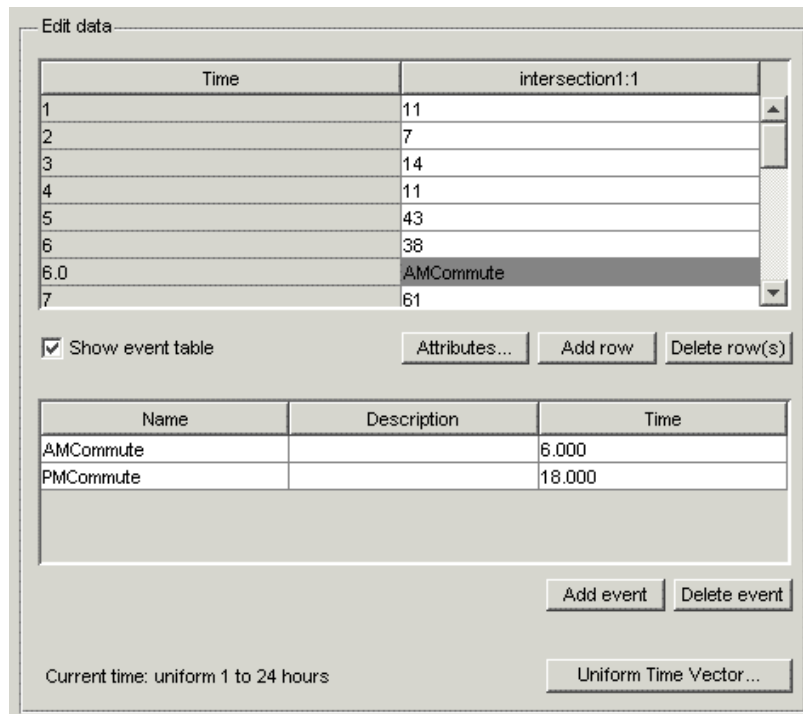 Edit data
Time intersection1:1
1 11
2 7
3 14
4 11
5 43
6 38
6.0 AMCommute
7 61
Show event table Attributes... Add row Delete row(s)
Name Description Time
AMCommute 6.000
PMCommute 18.000
Add event Delete event
Current time: uniform 1 to 24 hours Uniform Time Vector...